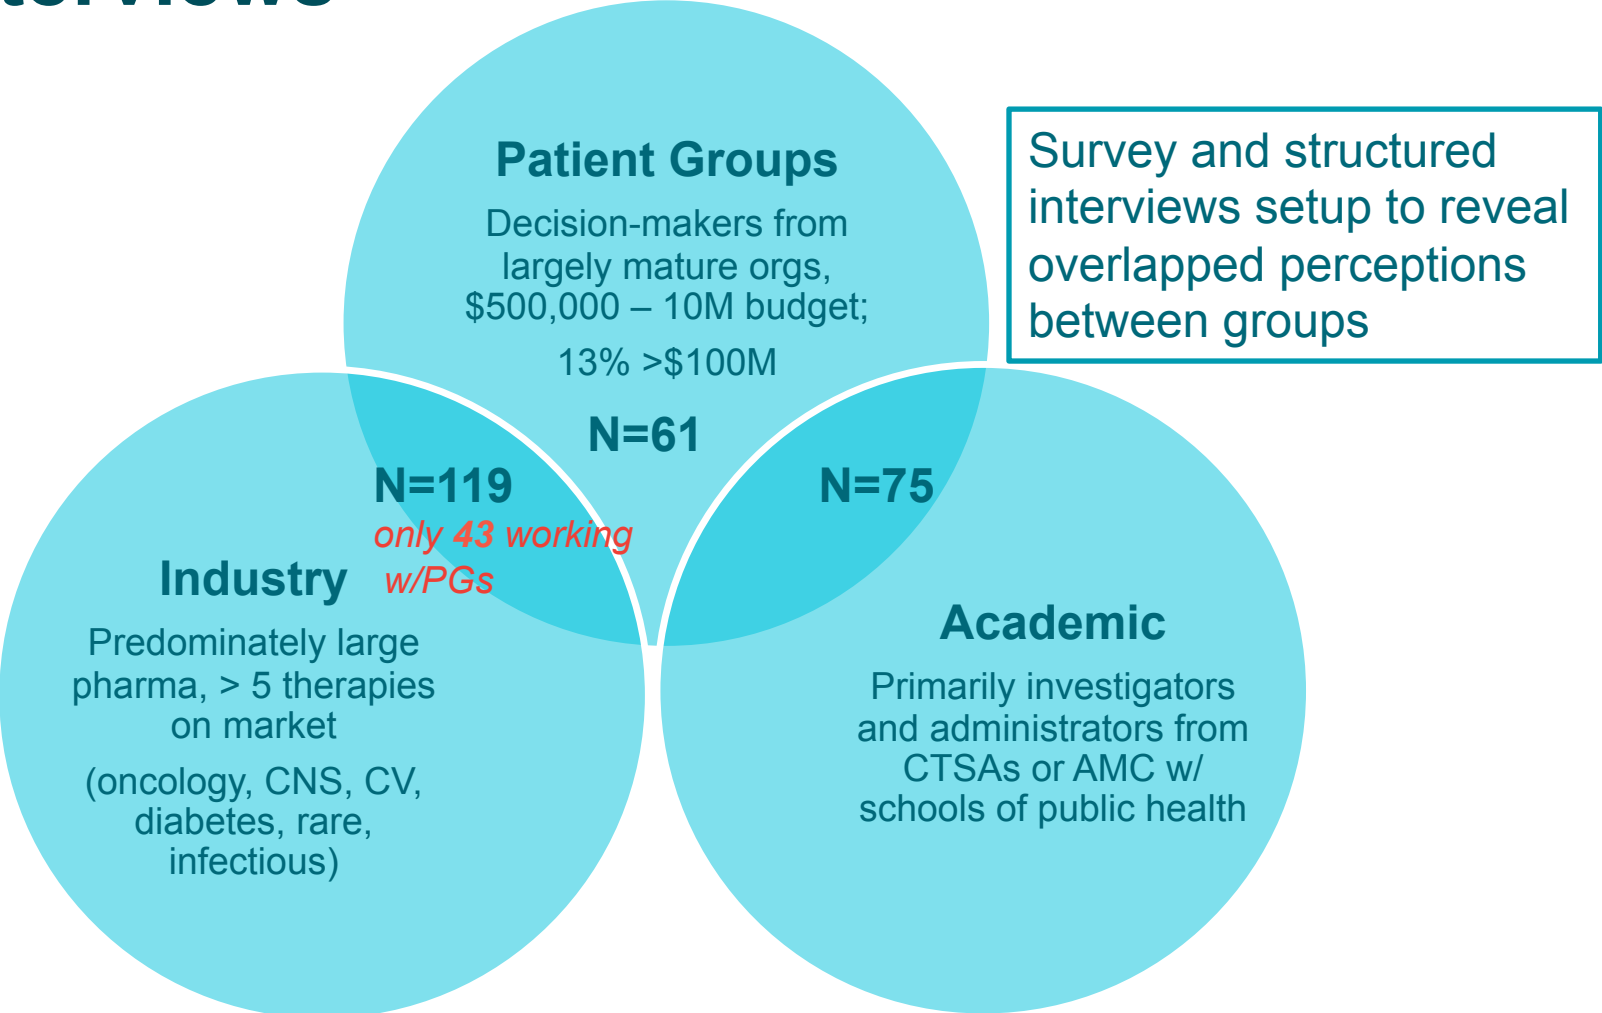 Patient Groups
Decision-makers from
largely mature orgs,
$500,000 – 10M budget;
13% >$100M
N=61
Survey and structured
interviews setup to reveal
overlapped perceptions
between groups
N=119
only 43 working
w/PGs
N=75
Industry
Predominately large
pharma, > 5 therapies
on market
(oncology, CNS, CV,
diabetes, rare,
infectious)
Academic
Primarily investigators
and administrators from
CTSAs or AMC w/
schools of public health